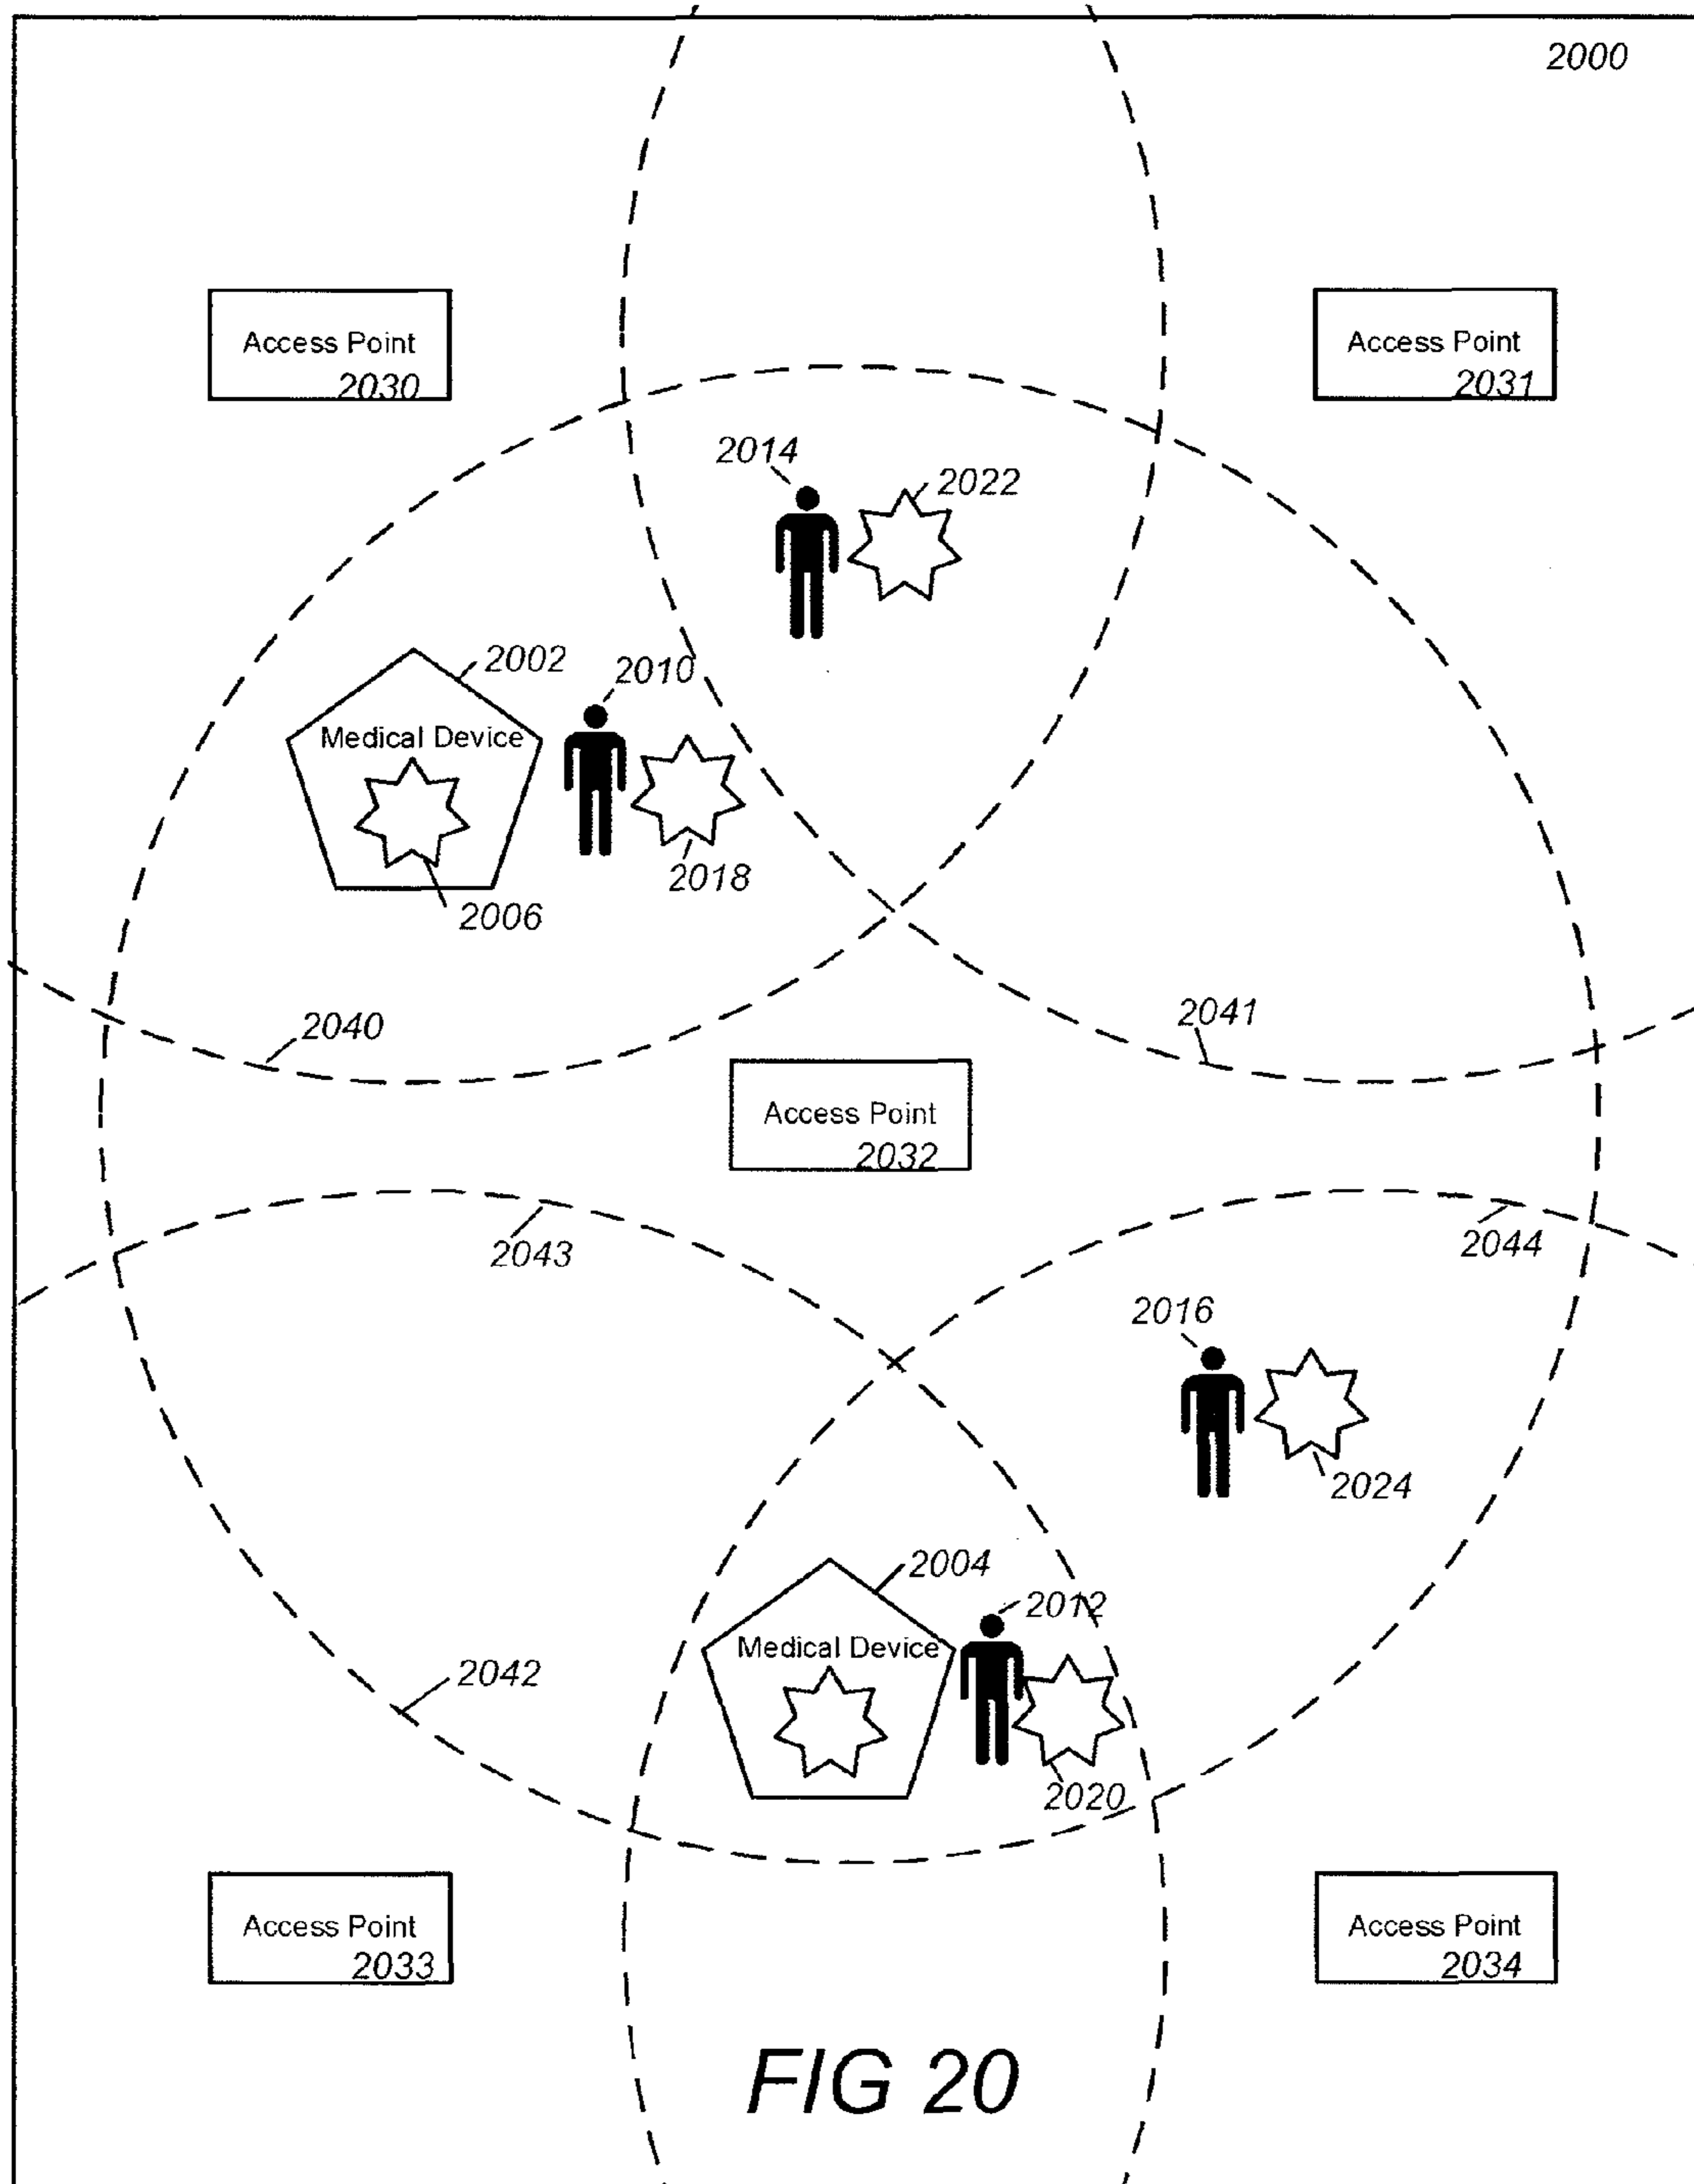 2000
Access Point
2030
Access Point
2031
2014
2022
2002
2010
Medical Device
2018
2006
2040
2041
Access Point
2032
2043
2044
2016
2024
2004
2012
Medical Device
2042
2020
Access Point
2033
Access Point
2034
FIG 20